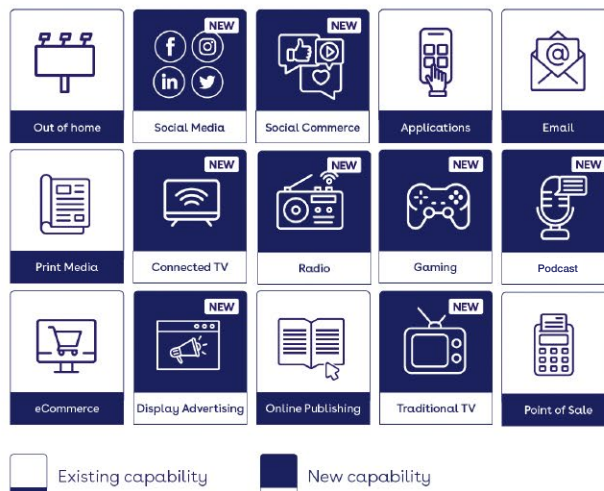 NEW
NEW
f
in
@
Out of home
Social Media
Social Commerce
Applications
Email
NEW
NEW
NEW
NEW
Print Media
Connected TV
Radio
Gaming
Podcast
NEW
NEW
eCommerce
Display Advertising
Online Publishing
Traditional TV
Point of Sale
Existing capability
New capability